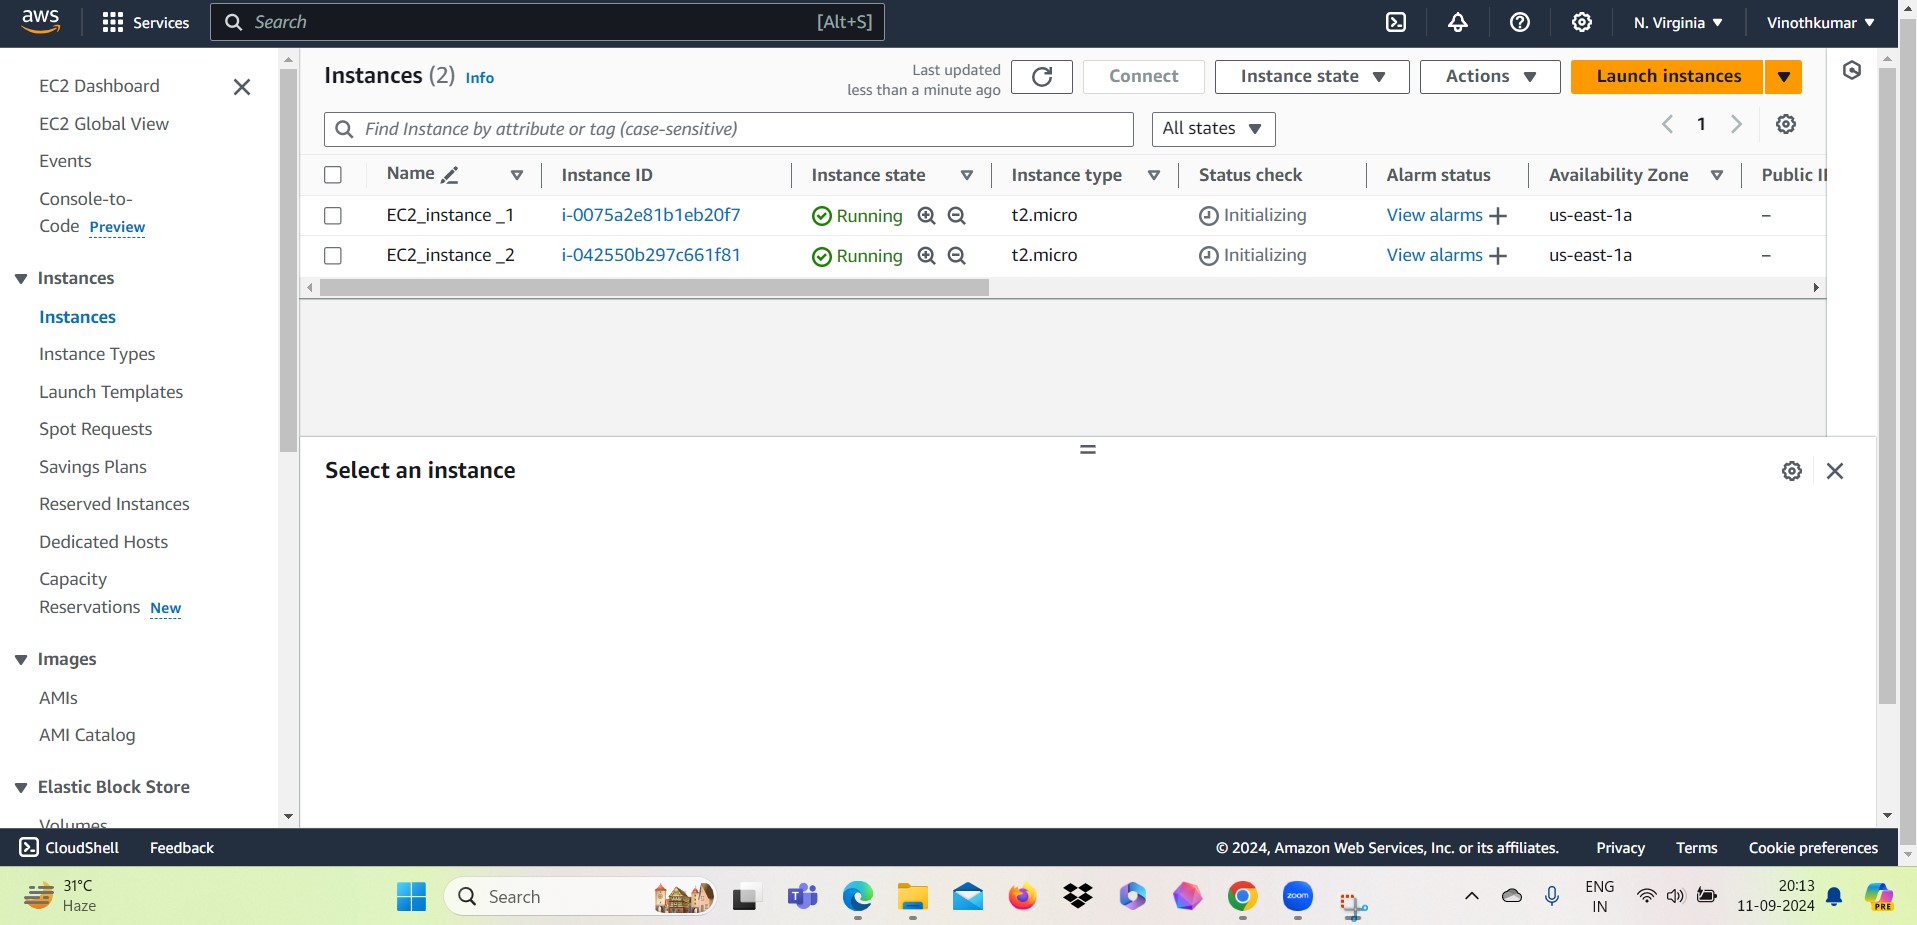 aws
Services
Search
[Alt+S]
N. Virginia
Vinothkumar
EC2 Dashboard
EC2 Global View
Events
Console-to-
Code Preview
Instances
Instances
Instance Types
Launch Templates
Spot Requests
Savings Plans
Reserved Instances
Dedicated Hosts
Capacity
Reservations New
Images
AMIs
AMI Catalog
Elastic Block Store
Volumes
Instances (2) Info
Last updated
less than a minute ago
Connect
Instance state
Actions
Launch instances
Find Instance by attribute or tag (case-sensitive)
All states
1
Name Instance ID Instance state Instance type Status check Alarm status Availability Zone Public
EC2_instance _1 i-0075a2e81b1eb20f7 Running t2.micro Initializing View alarms + us-east-1a –
EC2_instance _2 i-042550b297c661f81 Running t2.micro Initializing View alarms + us-east-1a –
Select an instance
CloudShell
Feedback
© 2024, Amazon Web Services, Inc. or its affiliates.
Privacy
Terms
Cookie preferences
31°C
Haze
Search
zoom
ENG
IN
20:13
11-09-2024
PRE